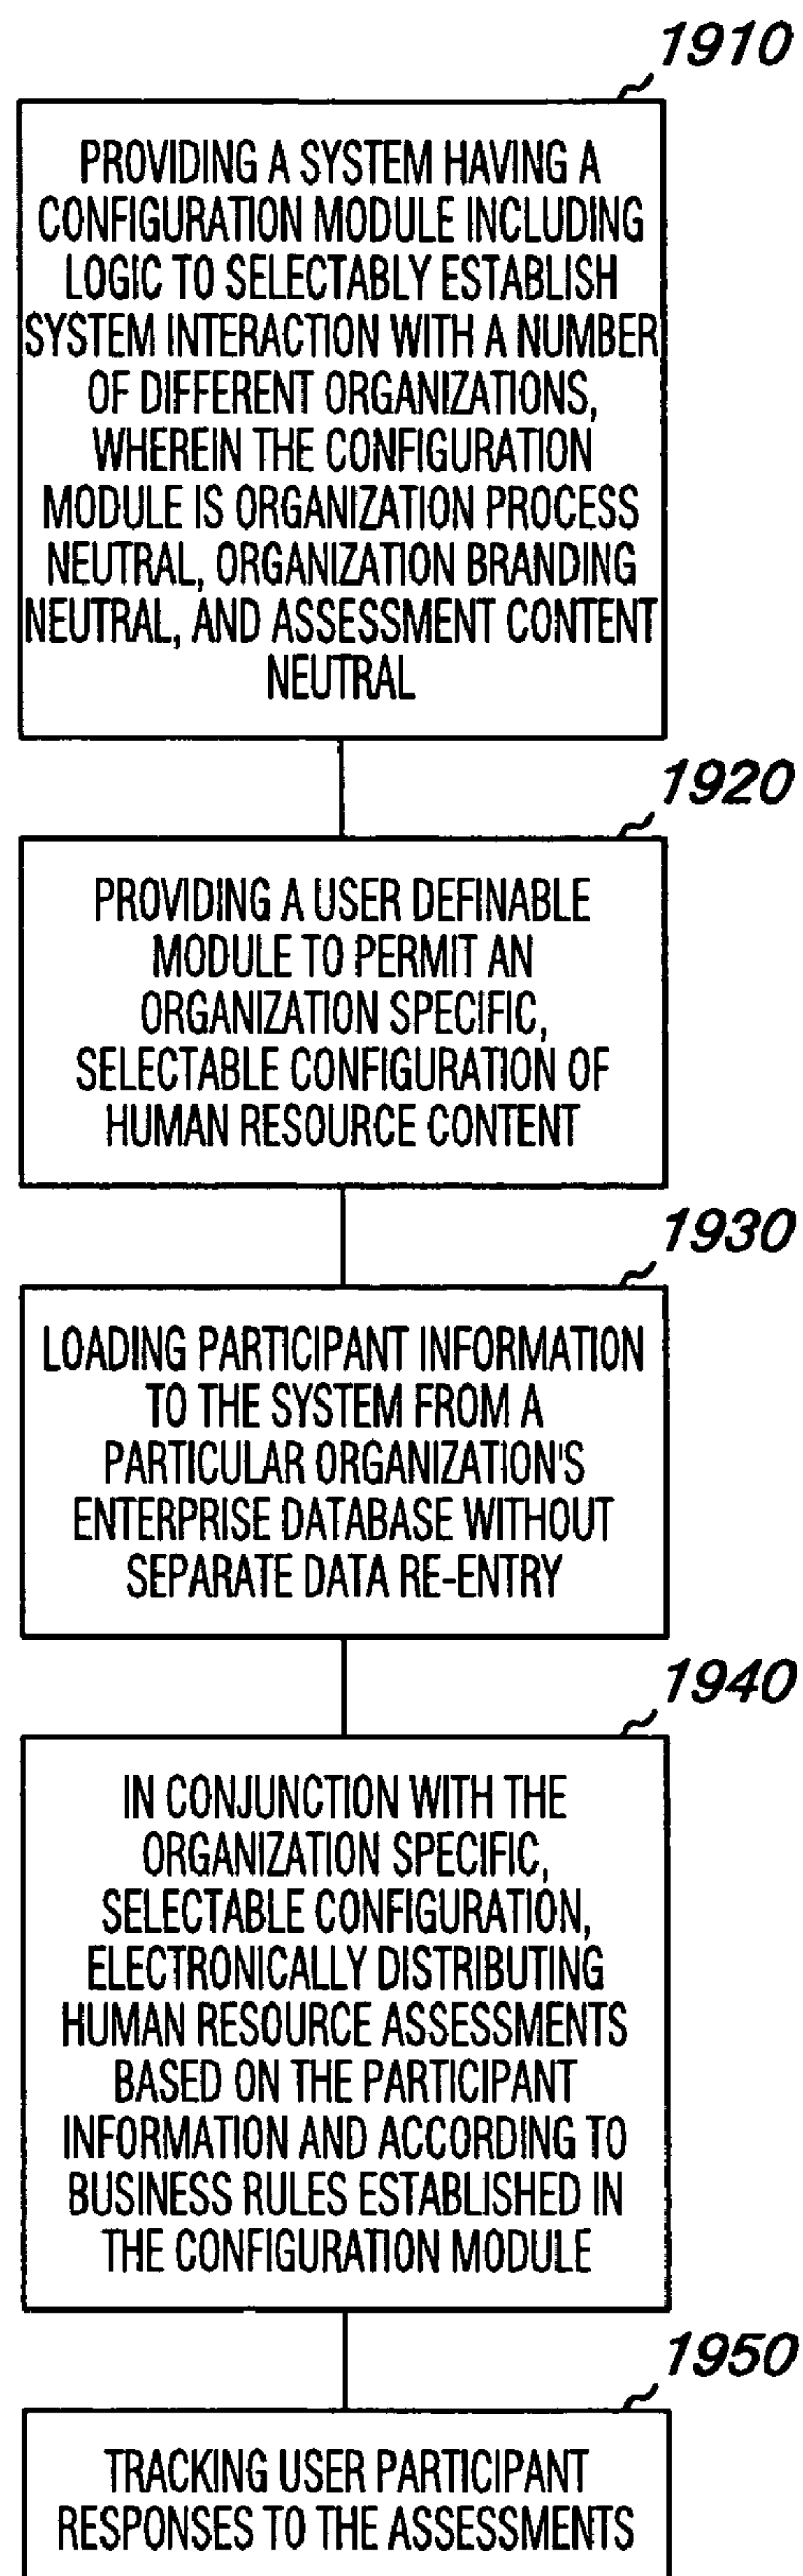 1910
PROVIDING A SYSTEM HAVING A
CONFIGURATION MODULE INCLUDING
LOGIC TO SELECTABLY ESTABLISH
SYSTEM INTERACTION WITH A NUMBER
OF DIFFERENT ORGANIZATIONS,
WHEREIN THE CONFIGURATION
MODULE IS ORGANIZATION PROCESS
NEUTRAL, ORGANIZATION BRANDING
NEUTRAL, AND ASSESSMENT CONTENT
NEUTRAL
1920
PROVIDING A USER DEFINABLE
MODULE TO PERMIT AN
ORGANIZATION SPECIFIC,
SELECTABLE CONFIGURATION OF
HUMAN RESOURCE CONTENT
1930
LOADING PARTICIPANT INFORMATION
TO THE SYSTEM FROM A
PARTICULAR ORGANIZATION'S
ENTERPRISE DATABASE WITHOUT
SEPARATE DATA RE-ENTRY
1940
IN CONJUNCTION WITH THE
ORGANIZATION SPECIFIC,
SELECTABLE CONFIGURATION,
ELECTRONICALLY DISTRIBUTING
HUMAN RESOURCE ASSESSMENTS
BASED ON THE PARTICIPANT
INFORMATION AND ACCORDING TO
BUSINESS RULES ESTABLISHED IN
THE CONFIGURATION MODULE
1950
TRACKING USER PARTICIPANT
RESPONSES TO THE ASSESSMENTS